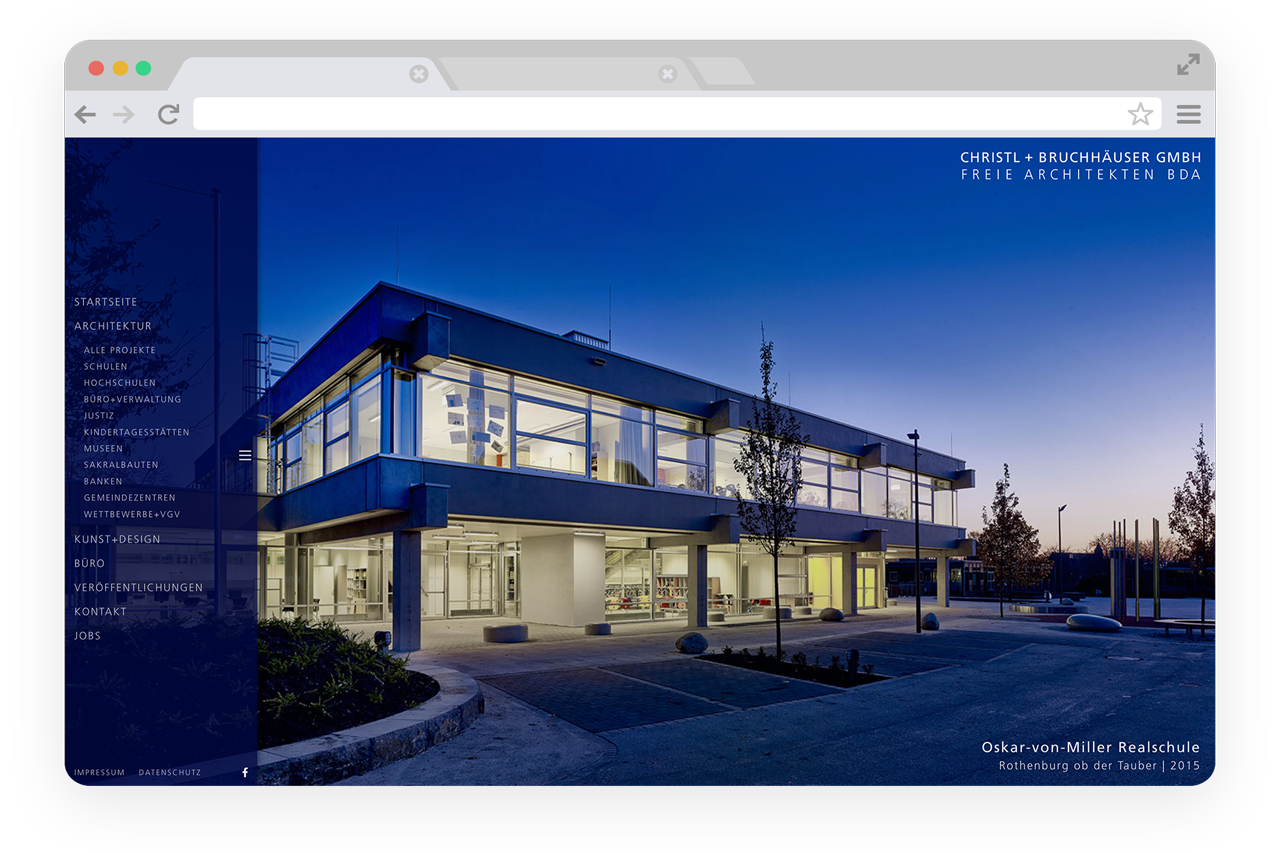 CHRISTL + BRUCHHÄUSER GMBH
FREIE ARCHITEKTEN BDA
STARTSEITE
ARCHITEKTUR
ALLE PROJEKTE
SCHULEN
HOCHSCHULEN
BÜRO+VERWALTUNG
JUSTIZ
KINDERTAGESSTÄTTEN
MUSEEN
SAKRALBAUTEN
BANKEN
GEMEINDEZENTREN
WETTBEWERBE+VGV
KUNST+DESIGN
BÜRO
VERÖFFENTLICHUNGEN
KONTAKT
JOBS
IMPRESSUM DATENSCHUTZ
Oskar-von-Miller Realschule
Rothenburg ob der Tauber | 2015